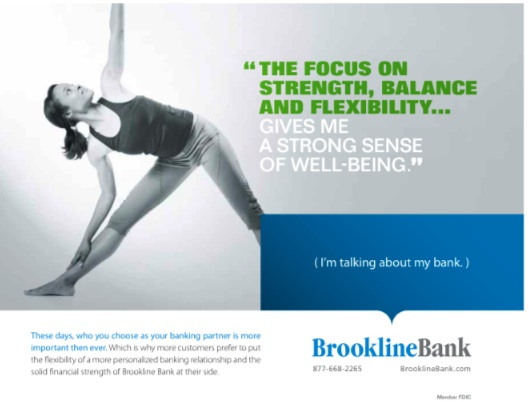 “THE FOCUS ON
STRENGTH, BALANCE
AND FLEXIBILITY...
GIVES ME
A STRONG SENSE
OF WELL-BEING.”
( I’m talking about my bank. )
These days, who you choose as your banking partner is more
important then ever. Which is why more customers prefer to put
the flexibility of a more personalized banking relationship and the
solid financial strength of Brookline Bank at their side.
BrooklineBank
877-668-2265 BrooklineBank.com
Member FDIC